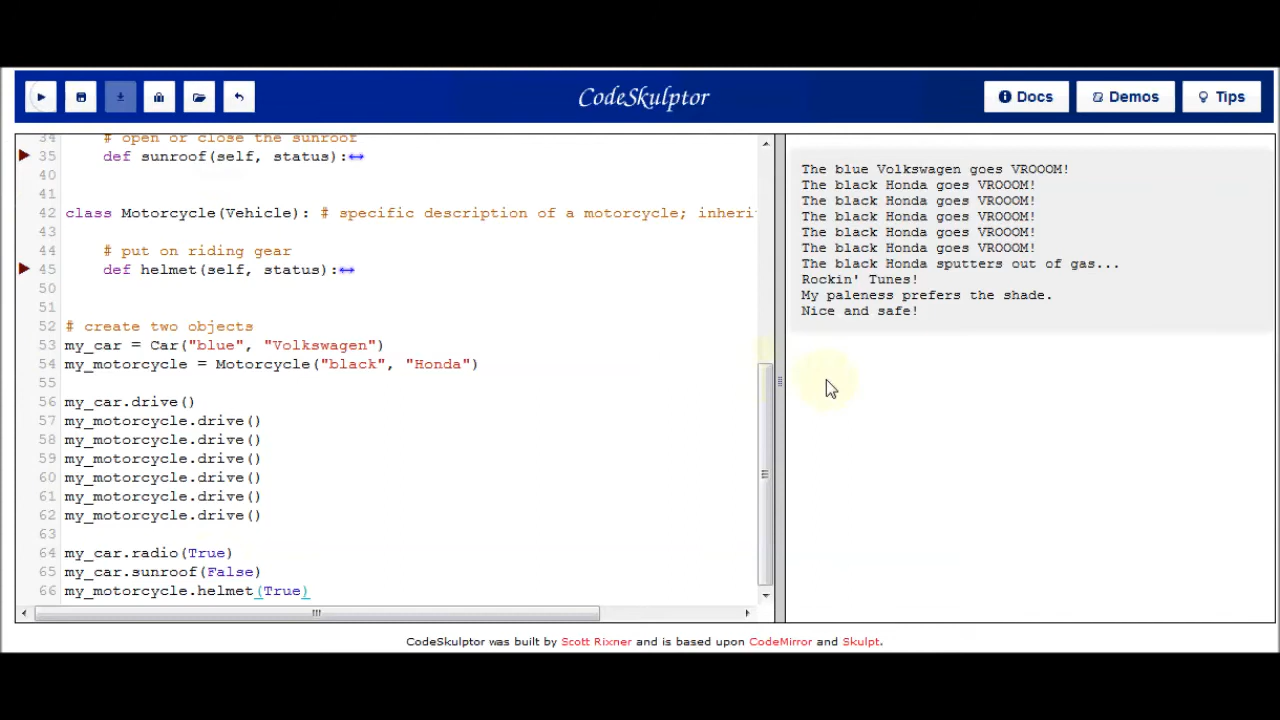 CodeSkulptor
Docs
Demos
Tips
34 # open or close the sunroof
35 def sunroof(self, status):
40
41
42 class Motorcycle(Vehicle): # specific description of a motorcycle; inherit
43
44 # put on riding gear
45 def helmet(self, status):
50
51
52 # create two objects
53 my_car = Car("blue", "Volkswagen")
54 my_motorcycle = Motorcycle("black", "Honda")
55
56 my_car.drive()
57 my_motorcycle.drive()
58 my_motorcycle.drive()
59 my_motorcycle.drive()
60 my_motorcycle.drive()
61 my_motorcycle.drive()
62 my_motorcycle.drive()
63
64 my_car.radio(True)
65 my_car.sunroof(False)
66 my_motorcycle.helmet(True)
The blue Volkswagen goes VROOOM!
The black Honda goes VROOOM!
The black Honda goes VROOOM!
The black Honda goes VROOOM!
The black Honda goes VROOOM!
The black Honda goes VROOOM!
The black Honda sputters out of gas...
Rockin' Tunes!
My paleness prefers the shade.
Nice and safe!
CodeSkulptor was built by Scott Rixner and is based upon CodeMirror and Skulpt.